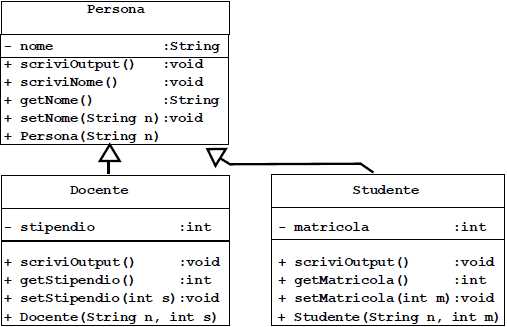 Persona
- nome :String
+ scriviOutput() :void
+ scriviNome() :void
+ getNome() :String
+ setNome(String n):void
+ Persona(String n)
Docente
- stipendio :int
+ scriviOutput() :void
+ getStipendio() :int
+ setStipendio(int s):void
+ Docente(String n, int s)
Studente
- matricola :int
+ scriviOutput() :void
+ getMatricola() :int
+ setMatricola(int m):void
+ Studente(String n, int m)